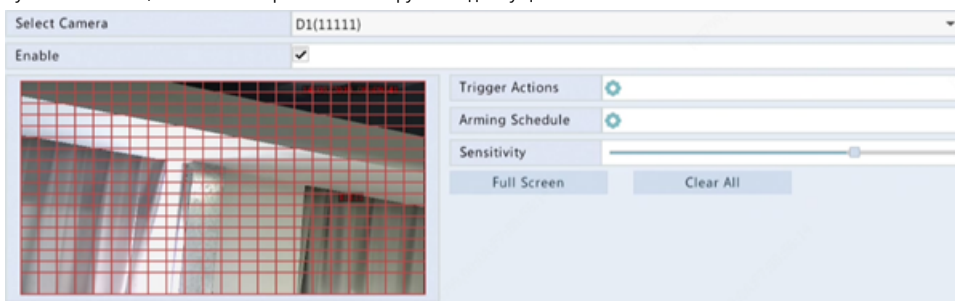 Select Camera D1(11111)
Enable
Trigger Actions
Arming Schedule
Sensitivity
Full Screen Clear All